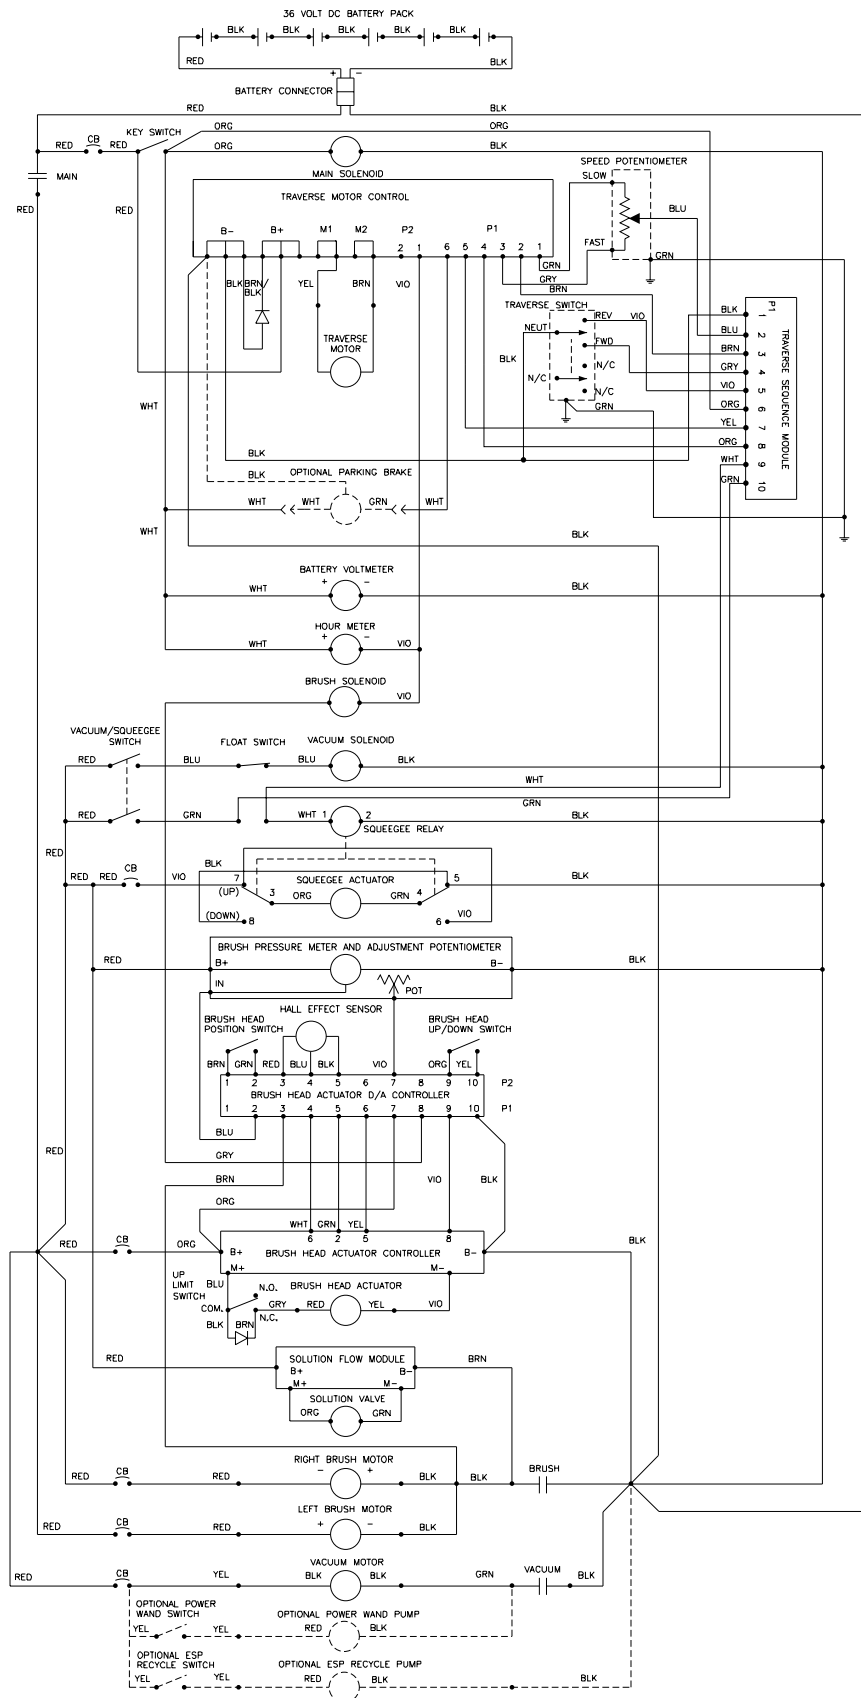 36 VOLT DC BATTERY PACK
BLK BLK BLK BLK BLK
RED BLK
+ −
BATTERY CONNECTOR
RED BLK
ORG ORG
KEY SWITCH
CB
RED RED ORG BLK
MAIN
MAIN SOLENOID
SPEED POTENTIOMETER
SLOW
RED RED
TRAVERSE MOTOR CONTROL
BLU
B− B+ M1 M2 P2 P1
FAST
2 1 6 5 4 3 2 1
GRN
GRN
GRY
BRN
BLK BRN/
BLK
YEL BRN VIO
TRAVERSE SWITCH
P1
TRAVERSE SEQUENCE MODULE
BLK 1
BLU 2
BRN 3
GRY 4
VIO 5
ORG 6
YEL 7
ORG 8
WHT 9
GRN 10
REV VIO
NEUT
FWD
BLK
N/C
N/C
N/C
GRN
TRAVERSE
MOTOR
WHT
BLK
OPTIONAL PARKING BRAKE
BLK
WHT WHT GRN WHT
WHT
BLK
BATTERY VOLTMETER
+ −
WHT BLK
HOUR METER
+ −
WHT VIO
BRUSH SOLENOID
VIO
VACUUM/SQUEEGEE
SWITCH
FLOAT SWITCH
VACUUM SOLENOID
RED BLU BLU BLK
WHT
GRN
RED GRN WHT 1 2 BLK
SQUEEGEE RELAY
RED
CB
RED RED VIO
BLK
7
(UP)
SQUEEGEE ACTUATOR
5
BLK
3 ORG GRN 4
(DOWN) 8 6 VIO
BRUSH PRESSURE METER AND ADJUSTMENT POTENTIOMETER
RED B+ B− BLK
IN
POT
HALL EFFECT SENSOR
BRUSH HEAD
POSITION SWITCH
BRUSH HEAD
UP/DOWN SWITCH
BRN GRN RED BLU BLK VIO ORG YEL
1 2 3 4 5 6 7 8 9 10 P2
BRUSH HEAD ACTUATOR D/A CONTROLLER
1 2 3 4 5 6 7 8 9 10 P1
BLU
RED
GRY
BRN VIO BLK
ORG
WHT GRN YEL
6 2 5 8
RED CB ORG B+ BRUSH HEAD ACTUATOR CONTROLLER B− BLK
M+ M−
UP
LIMIT
SWITCH
BLU
N.O.
BRUSH HEAD ACTUATOR
COM. GRY RED YEL VIO
N.C.
BLK BRN
RED
SOLUTION FLOW MODULE
BRN
B+ B−
M+ M−
SOLUTION VALVE
ORG GRN
RIGHT BRUSH MOTOR
− +
RED CB RED BLK BLK BRUSH
LEFT BRUSH MOTOR
+ −
RED CB RED BLK
VACUUM MOTOR
RED CB YEL BLK BLK GRN VACUUM BLK
OPTIONAL POWER
WAND SWITCH
OPTIONAL POWER WAND PUMP
YEL YEL RED BLK
OPTIONAL ESP
RECYCLE SWITCH
OPTIONAL ESP RECYCLE PUMP
YEL YEL RED BLK BLK